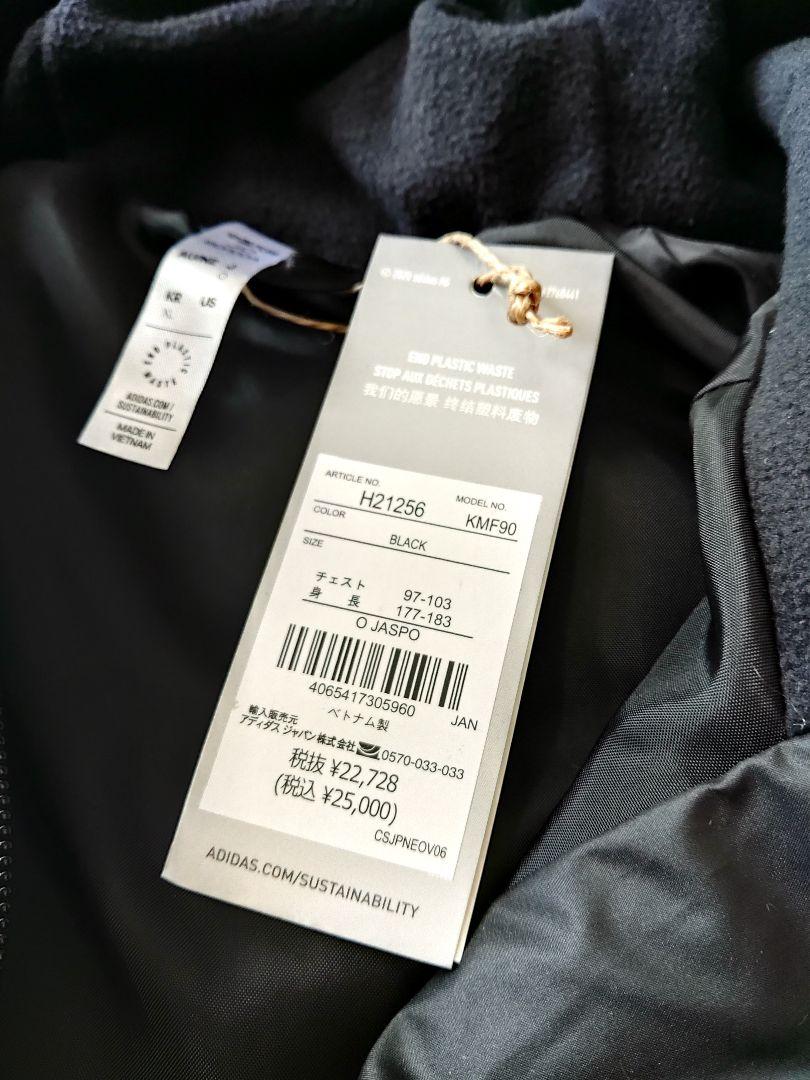 KR US
XL
END PLASTIC WASTE
ADIDAS.COM/
SUSTAINABILITY
MADE IN
VIETNAM
© 2020 adidas AG
END PLASTIC WASTE
STOP AUX DÉCHETS PLASTIQUES
我们的愿景 终结塑料废物
ARTICLE NO.
H21256
MODEL NO.
KMF90
COLOR
BLACK
SIZE
チェスト 97-103
身 長 177-183
O JASPO
4065417305960 JAN
ベトナム製
輸入販売元
アディダス ジャパン株式会社 0570-033-033
税抜 ¥22,728
(税込 ¥25,000)
CSJPNEOV06
ADIDAS.COM/SUSTAINABILITY